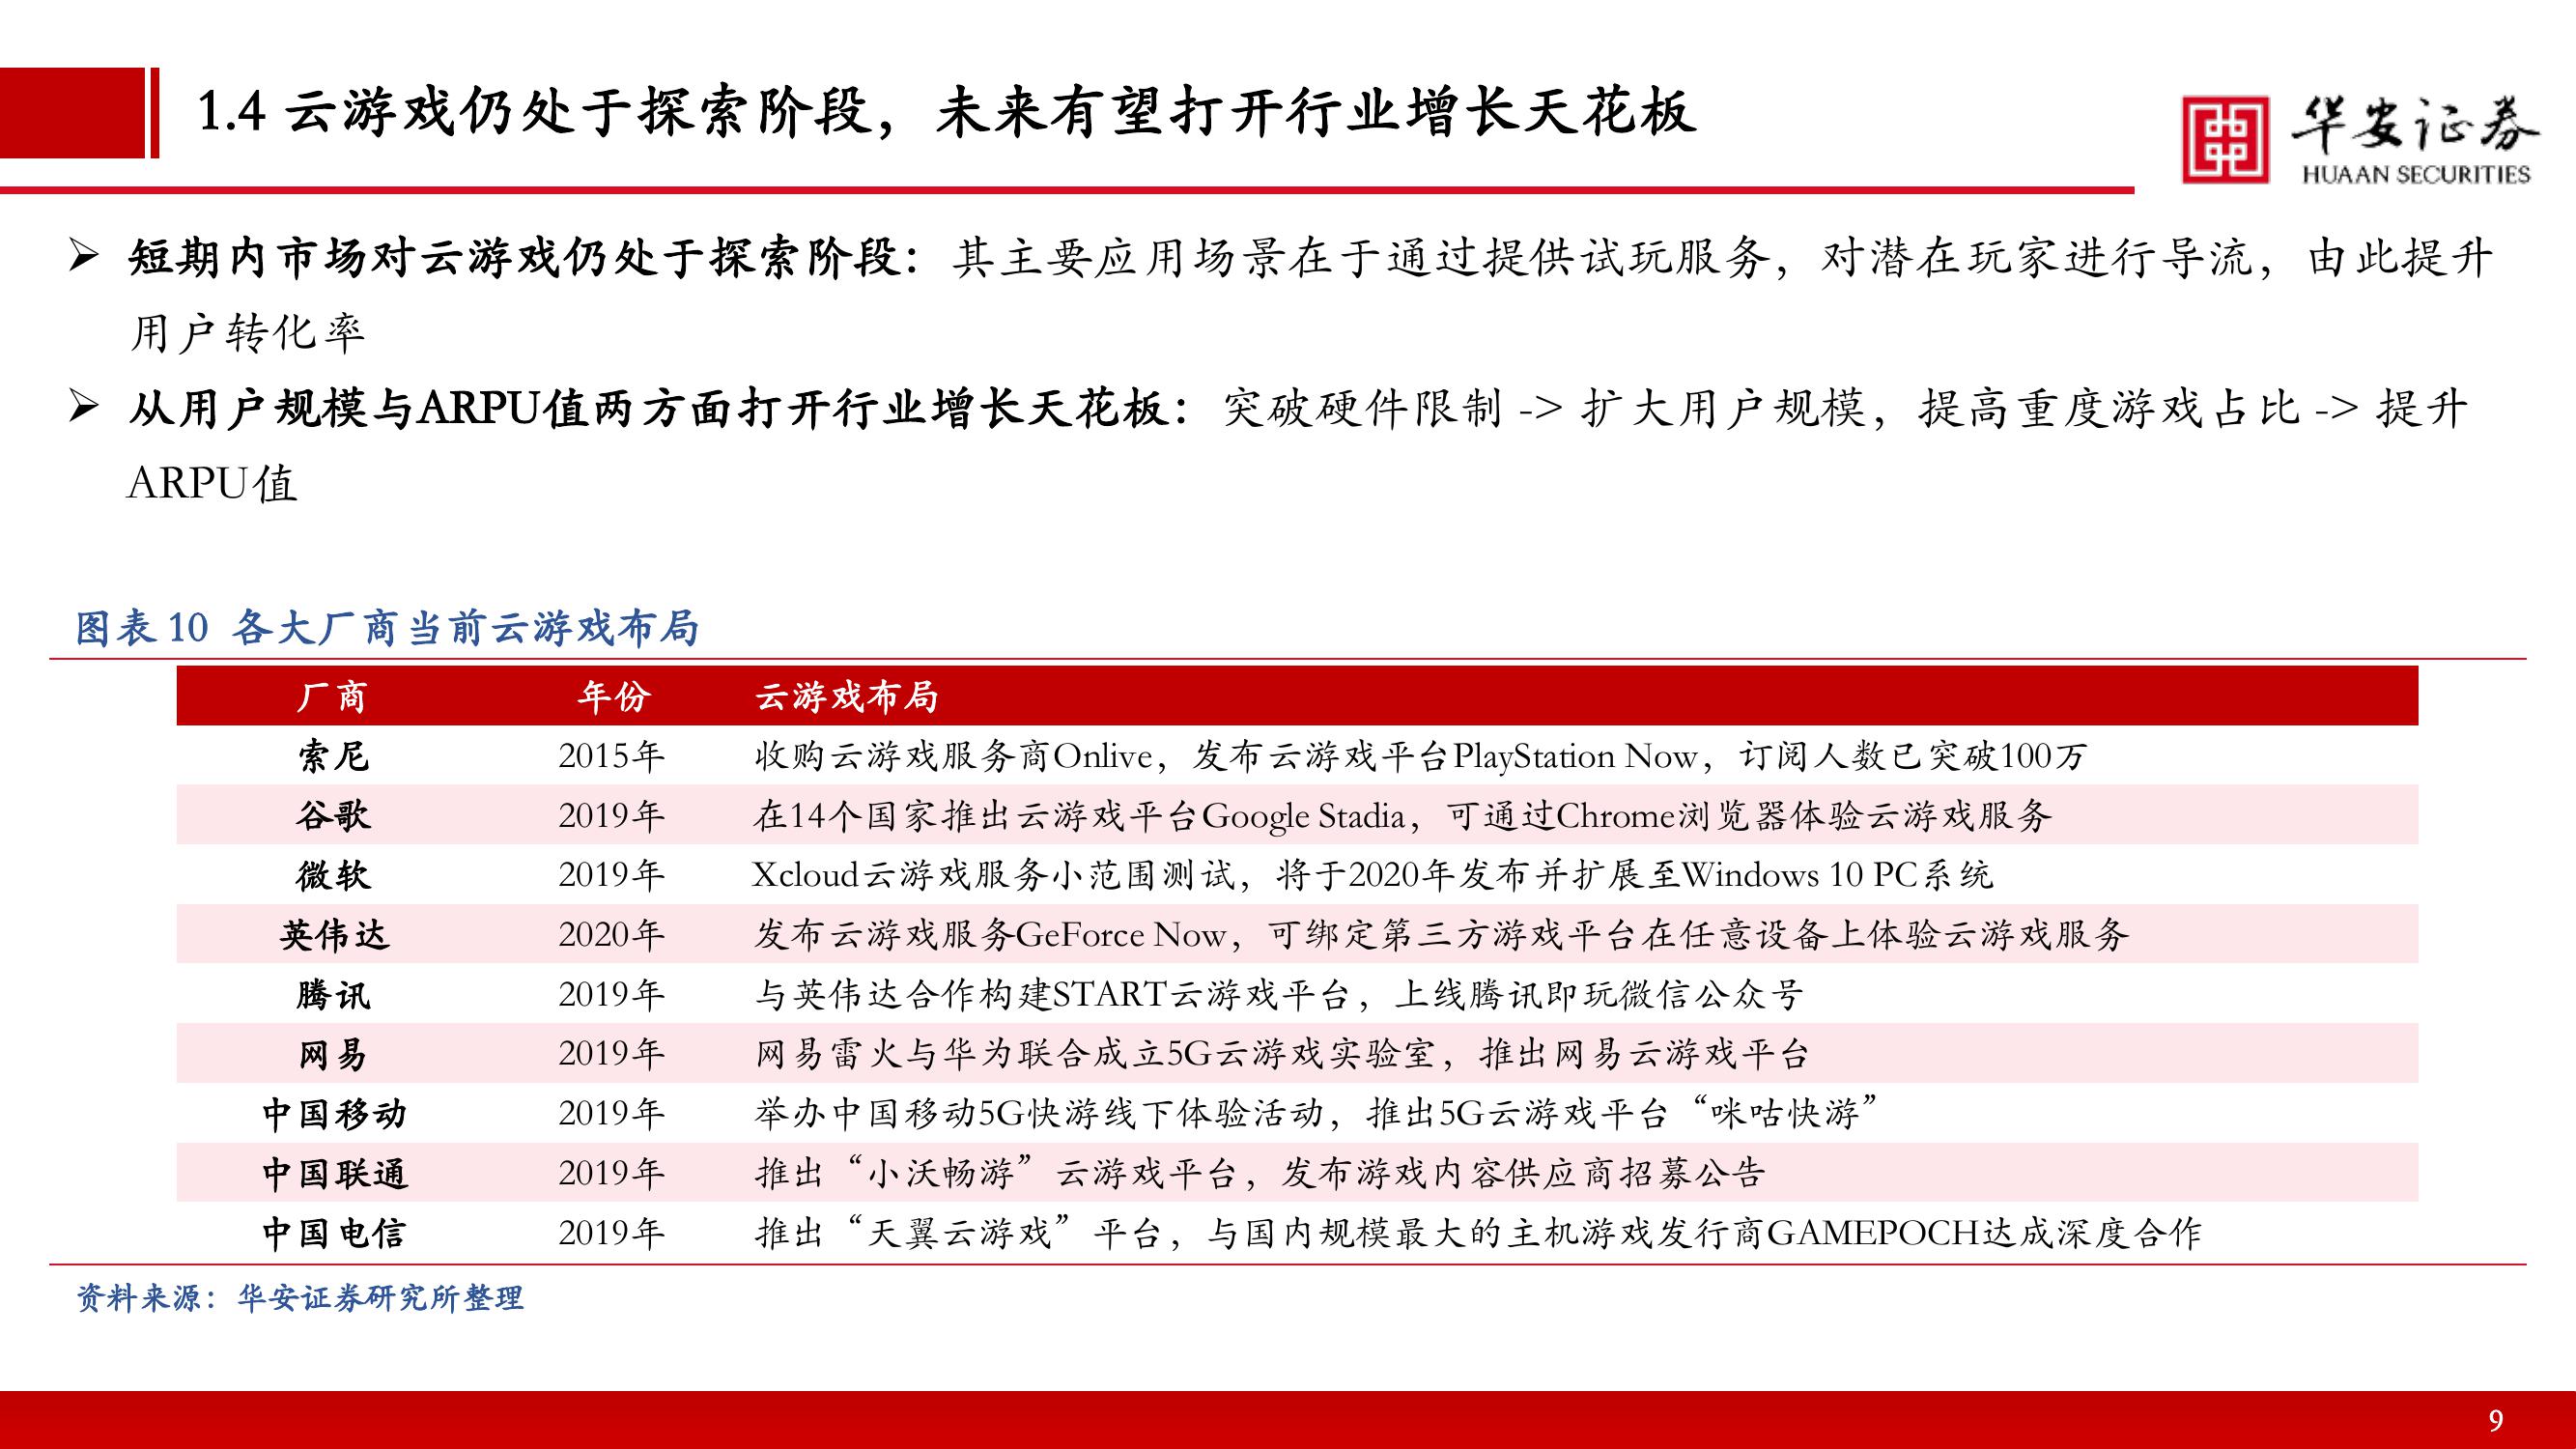 1.4 云游戏仍处于探索阶段，未来有望打开行业增长天花板
华安证券
HUAAN SECURITIES
➢ 短期内市场对云游戏仍处于探索阶段：其主要应用场景在于通过提供试玩服务，对潜在玩家进行导流，由此提升
用户转化率
➢ 从用户规模与ARPU值两方面打开行业增长天花板：突破硬件限制 -> 扩大用户规模，提高重度游戏占比 -> 提升
ARPU值
图表 10 各大厂商当前云游戏布局
厂商 年份 云游戏布局
索尼 2015年 收购云游戏服务商Onlive，发布云游戏平台PlayStation Now，订阅人数已突破100万
谷歌 2019年 在14个国家推出云游戏平台Google Stadia，可通过Chrome浏览器体验云游戏服务
微软 2019年 Xcloud云游戏服务小范围测试，将于2020年发布并扩展至Windows 10 PC系统
英伟达 2020年 发布云游戏服务GeForce Now，可绑定第三方游戏平台在任意设备上体验云游戏服务
腾讯 2019年 与英伟达合作构建START云游戏平台，上线腾讯即玩微信公众号
网易 2019年 网易雷火与华为联合成立5G云游戏实验室，推出网易云游戏平台
中国移动 2019年 举办中国移动5G快游线下体验活动，推出5G云游戏平台“咪咕快游”
中国联通 2019年 推出“小沃畅游”云游戏平台，发布游戏内容供应商招募公告
中国电信 2019年 推出“天翼云游戏”平台，与国内规模最大的主机游戏发行商GAMEPOCH达成深度合作
资料来源：华安证券研究所整理
9